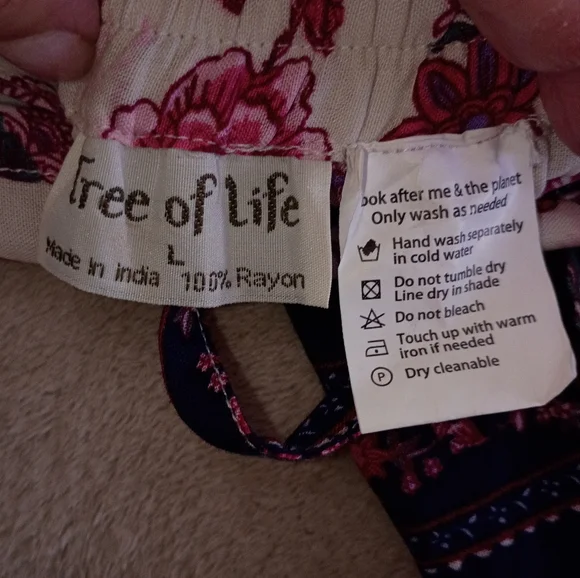 Tree of life
L
Made In india 100% Rayon
ook after me & the planet
Only wash as needed
Hand wash separately
in cold water
Do not tumble dry
Line dry in shade
Do not bleach
Touch up with warm
iron if needed
P
Dry cleanable